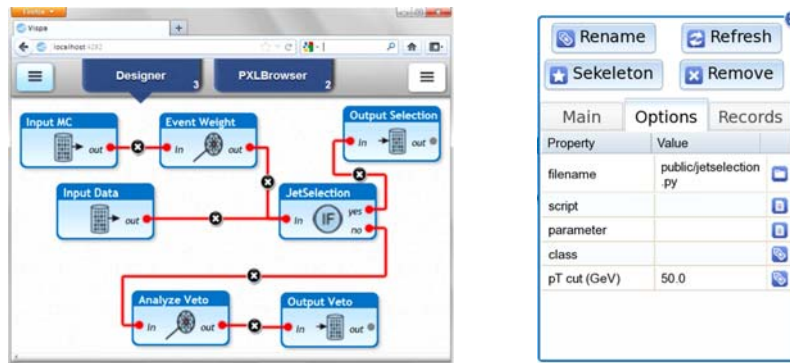 Firefox
Vispa
+
localhost:4282
Designer 3
PXLBrowser 2
Input MC
out
Event Weight
In
out
Output Selection
In
out
Input Data
out
JetSelection
In
IF
yes
no
Analyze Veto
In
out
Output Veto
In
out
Rename
Refresh
Sekeleton
Remove
Main
Options
Records
Property
Value
filename
public/jetselection
.py
script
parameter
class
pT cut (GeV)
50.0